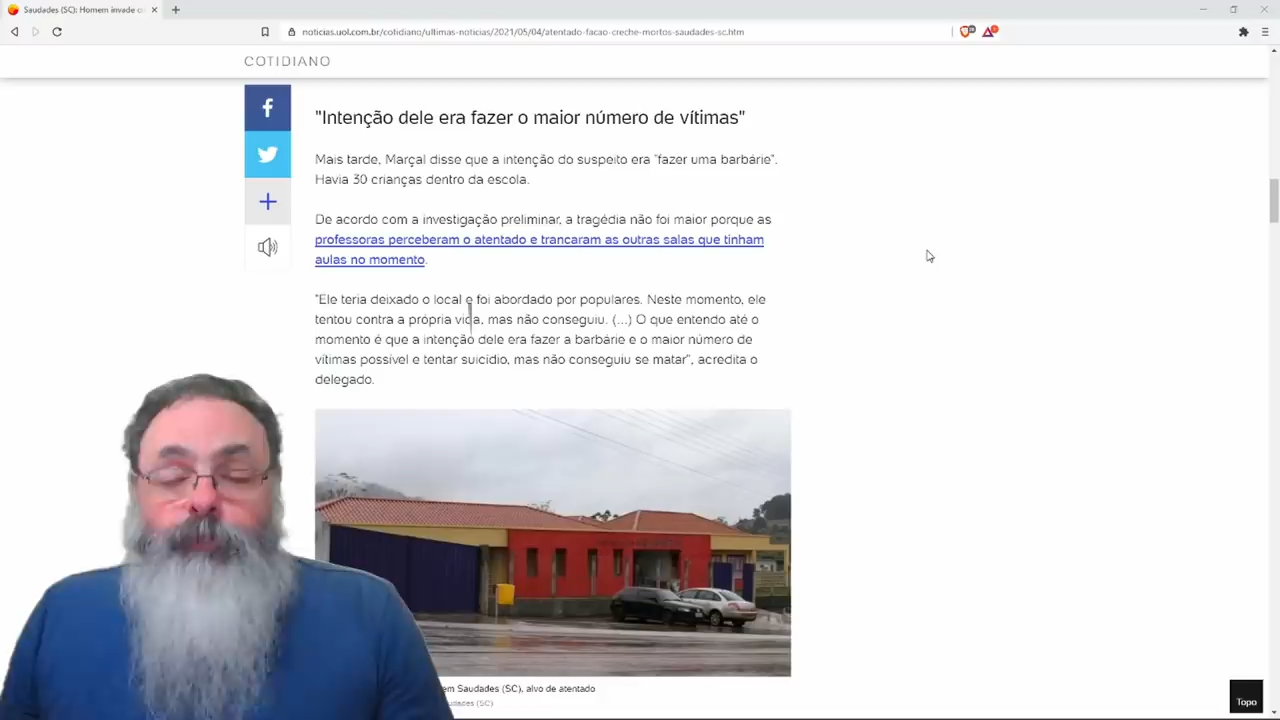 Saudades (SC): Homem invade c
noticias.uol.com.br/cotidiano/ultimas-noticias/2021/05/04/atentado-facao-creche-mortos-saudades-sc.htm
COTIDIANO
"Intenção dele era fazer o maior número de vítimas"
Mais tarde, Marçal disse que a intenção do suspeito era "fazer uma barbárie".
Havia 30 crianças dentro da escola.
De acordo com a investigação preliminar, a tragédia não foi maior porque as
professoras perceberam o atentado e trancaram as outras salas que tinham
aulas no momento.
"Ele teria deixado o local e foi abordado por populares. Neste momento, ele
tentou contra a própria vida, mas não conseguiu. (...) O que entendo até o
momento é que a intenção dele era fazer a barbárie e o maior número de
vítimas possível e tentar suicídio, mas não conseguiu se matar", acredita o
delegado.
em Saudades (SC), alvo de atentado
udades (SC)
Topo